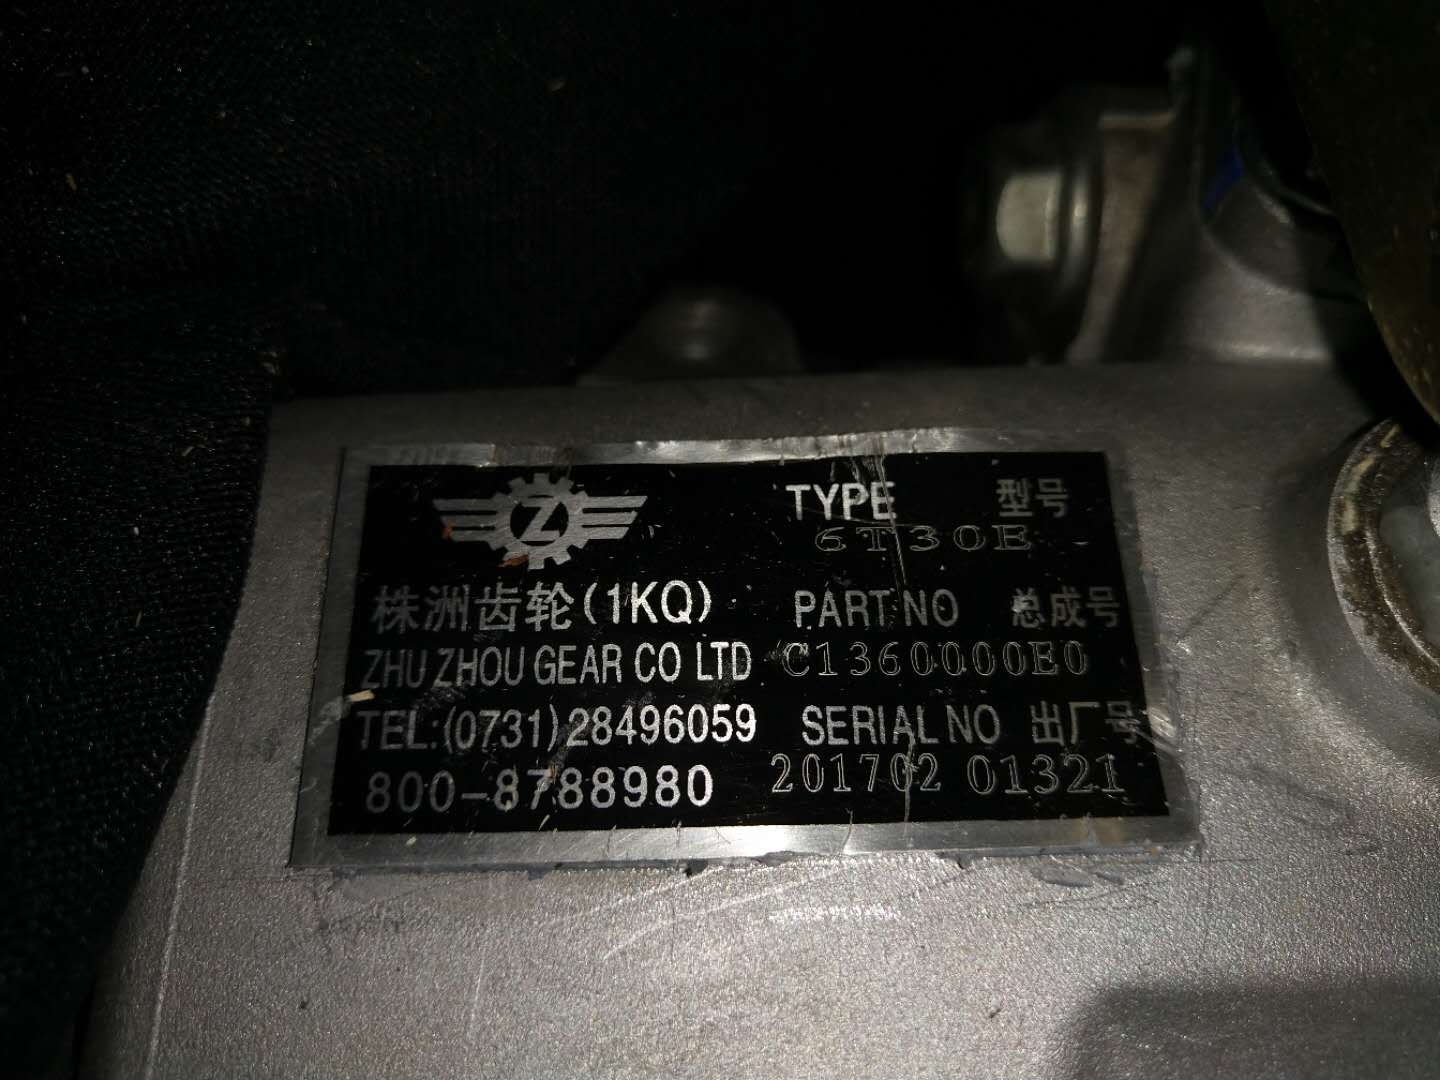 Z
株洲齿轮(1KQ)
ZHU ZHOU GEAR CO LTD
TEL:(0731)28496059
800-8788980
TYPE 型号
6T30E
PART NO 总成号
C1360000E0
SERIAL NO 出厂号
201702 01321